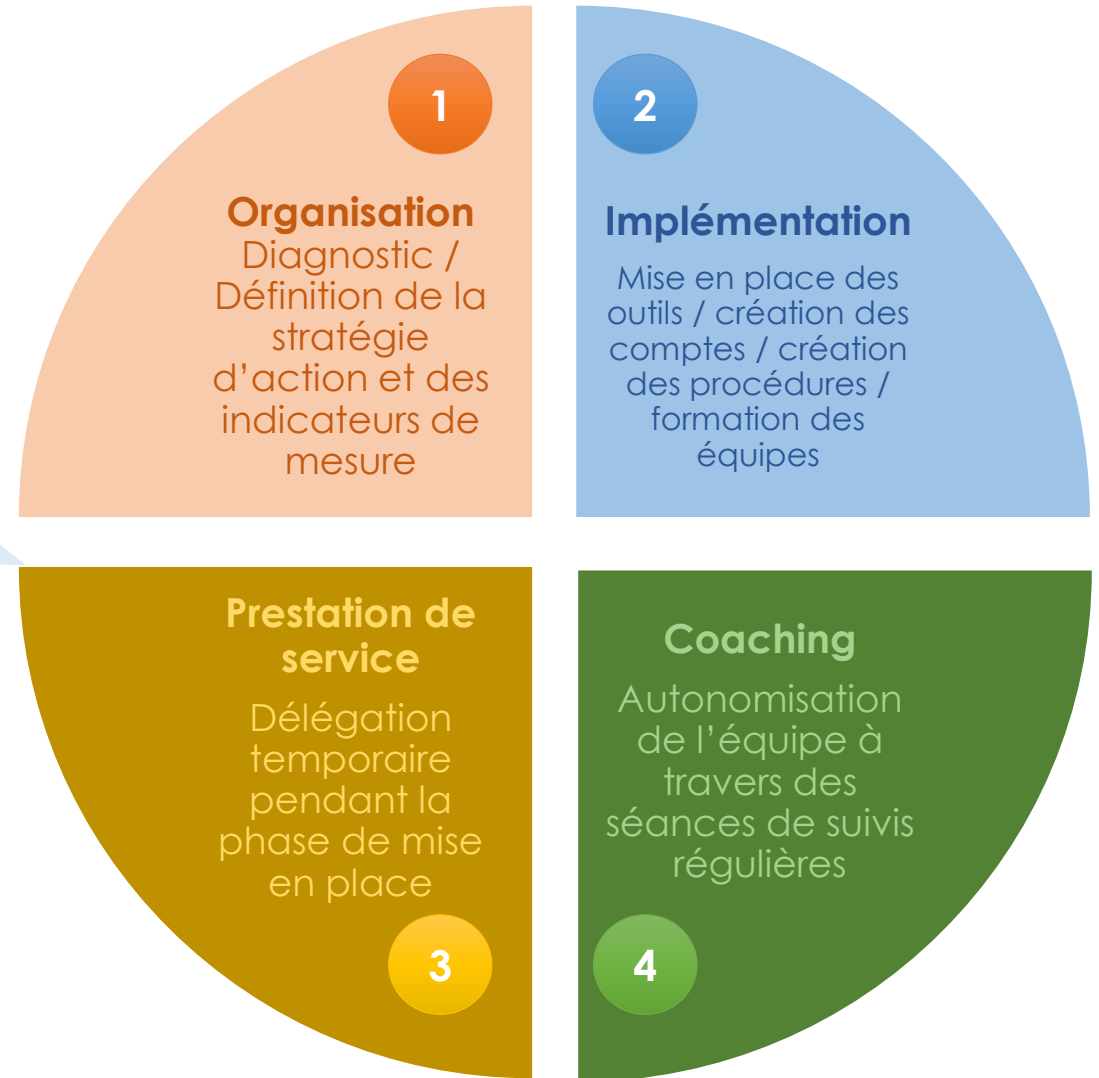 1
Organisation
Diagnostic /
Définition de la
stratégie
d’action et des
indicateurs de
mesure
2
Implémentation
Mise en place des
outils / création des
comptes / création
des procédures /
formation des
équipes
Prestation de
service
Délégation
temporaire
pendant la
phase de mise
en place
3
Coaching
Autonomisation
de l’équipe à
travers des
séances de suivis
régulières
4